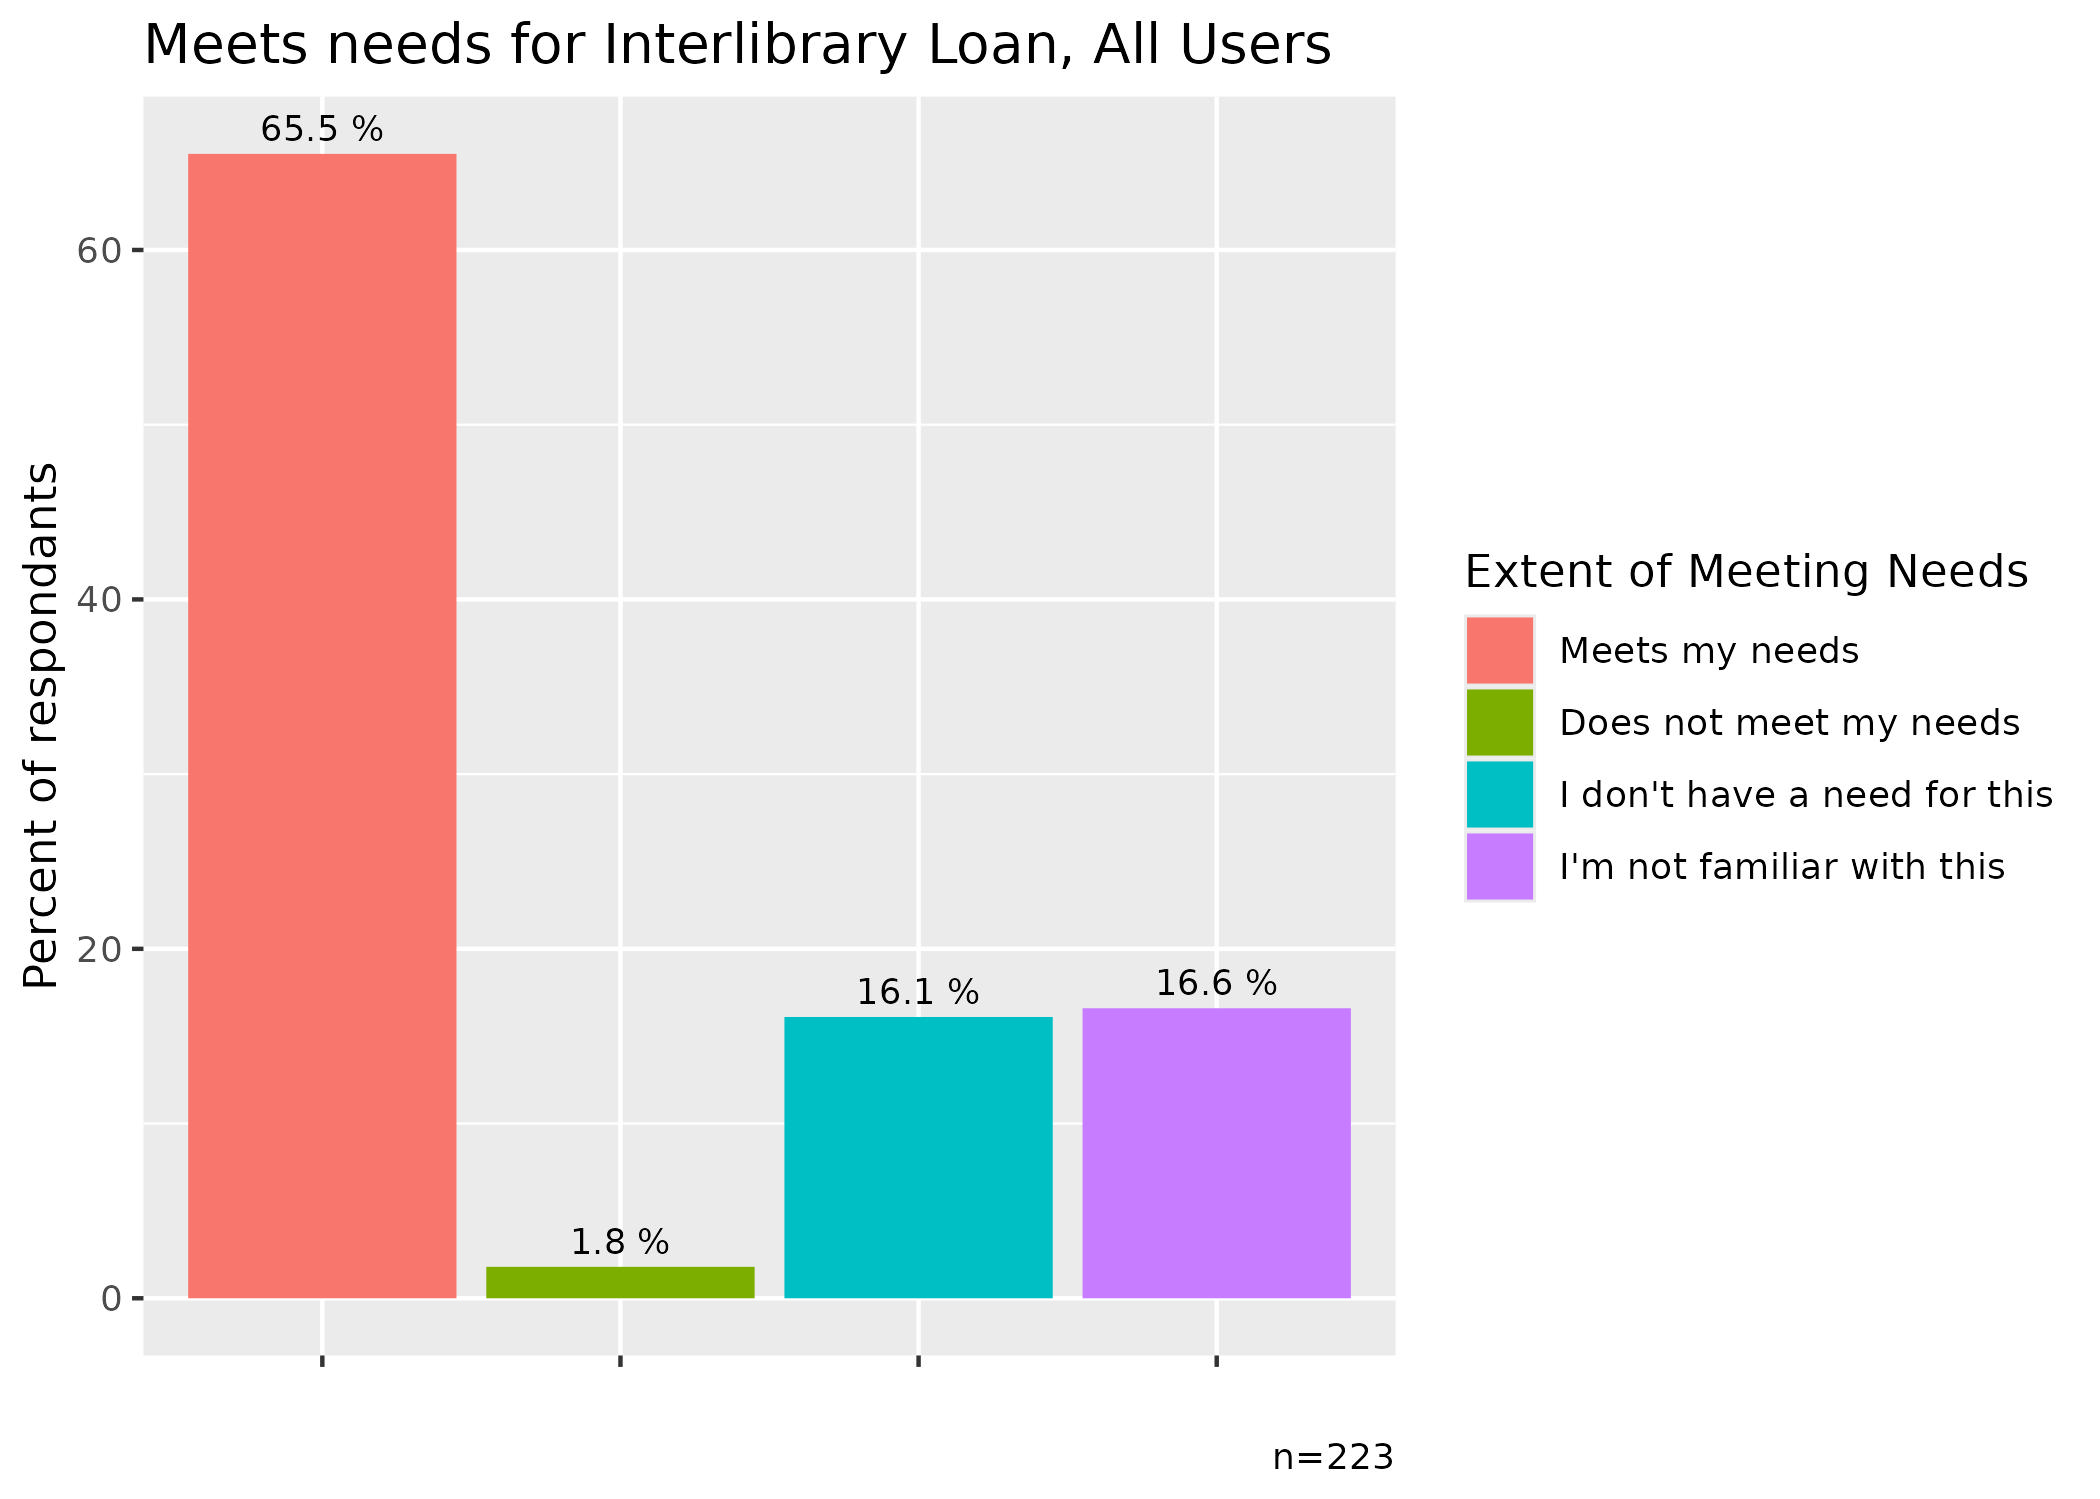 Meets needs for Interlibrary Loan, All Users
65.5 %
1.8 %
16.1 %
16.6 %
60
40
20
0
Percent of respondants
Extent of Meeting Needs
Meets my needs
Does not meet my needs
I don't have a need for this
I'm not familiar with this
n=223